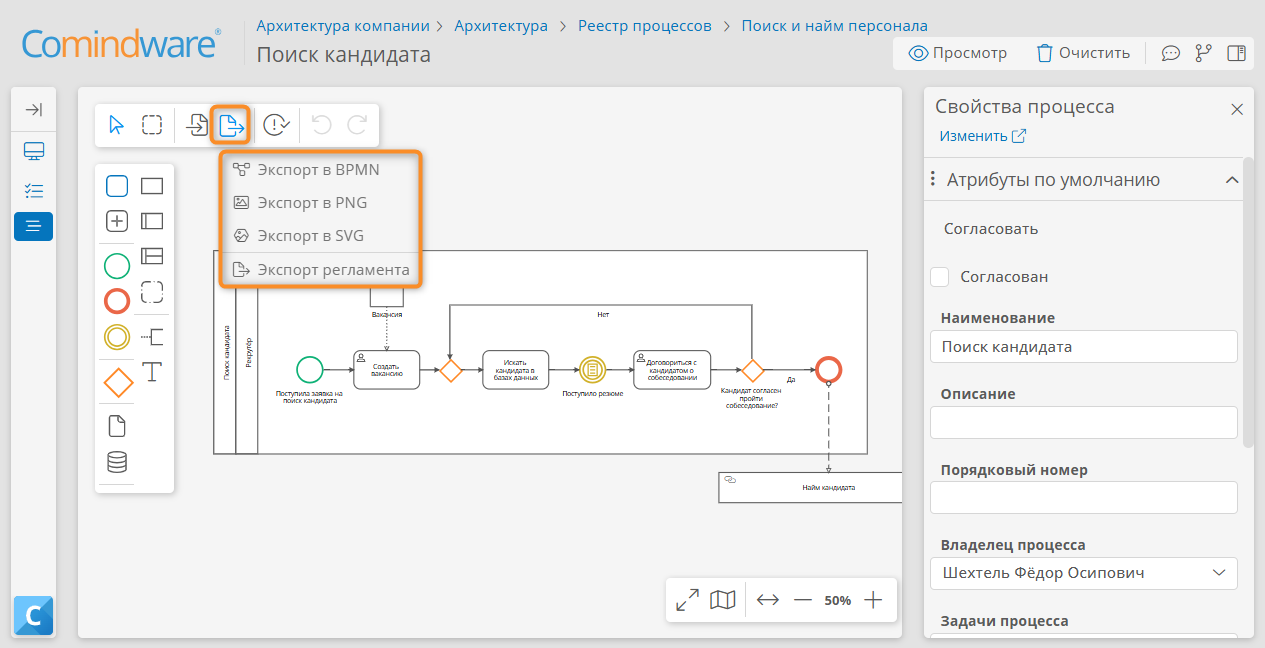 Comindware®
Архитектура компании > Архитектура > Реестр процессов > Поиск и найм персонала
Поиск кандидата
Просмотр
Очистить
Экспорт в BPMN
Экспорт в PNG
Экспорт в SVG
Экспорт регламента
Поиск кандидата
Рекрутёр
Вакансия
Нет
Поступила заявка на
поиск кандидата
Создать
вакансию
Искать
кандидата в
базах данных
Поступило резюме
Договориться с
кандидатом о
собеседовании
Кандидат согласен
пройти
собеседование?
Да
Найм кандидата
50%
C
Свойства процесса
Изменить
Атрибуты по умолчанию
Согласовать
Согласован
Наименование
Поиск кандидата
Описание
Порядковый номер
Владелец процесса
Шехтель Фёдор Осипович
Задачи процесса